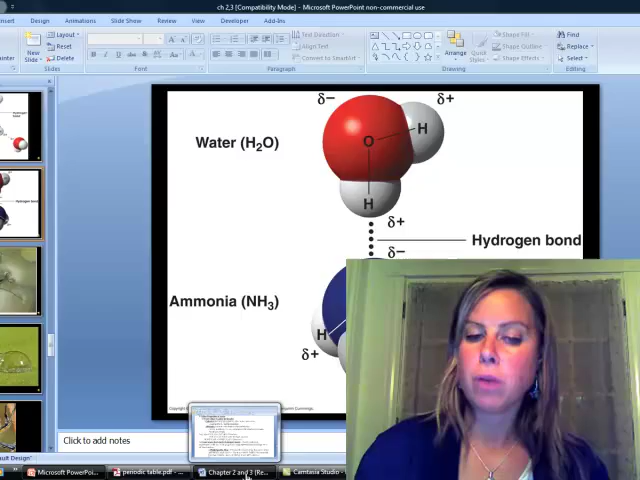 ch 2,3 [Compatibility Mode] - Microsoft PowerPoint non-commercial use
Design
Animations
Slide Show
Review
View
Developer
Add-Ins
New Slide
Layout
Reset
Delete
Slides
B I U
Font
Paragraph
Text Direction
Align Text
Convert to SmartArt
Arrange
Quick
Shape Fill
Shape Effects
Drawing
Find
Replace
Select
Editing
Hydrogen bond
δ−
δ+
Water (H₂O)
O
H
H
δ+
Hydrogen bond
δ−
Ammonia (NH₃)
H
δ+
Click to add notes
Microsoft PowerPoi...
periodic table.pdf - ...
Chapter 2 and 3 (Re...
Camtasia Studio -